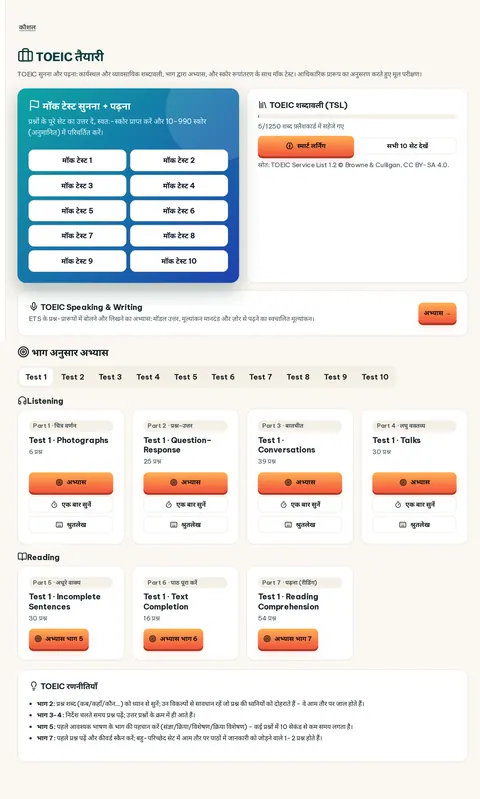 कौशल
TOEIC तैयारी
TOEIC सुनना और पढ़ना: कार्यस्थल और व्यावसायिक शब्दावली, भाग द्वारा अभ्यास, और स्कोर रूपांतरण के साथ मॉक टेस्ट। आधिकारिक प्रारूप का अनुसरण करते हुए मूल परीक्षण।
मॉक टेस्ट सुनना + पढ़ना
प्रश्नों के पूरे सेट का उत्तर दें, स्वतः-स्कोर प्राप्त करें और 10-990 स्कोर
(अनुमानित) में परिवर्तित करें।
मॉक टेस्ट 1
मॉक टेस्ट 2
मॉक टेस्ट 3
मॉक टेस्ट 4
मॉक टेस्ट 5
मॉक टेस्ट 6
मॉक टेस्ट 7
मॉक टेस्ट 8
मॉक टेस्ट 9
मॉक टेस्ट 10
TOEIC शब्दावली (TSL)
5/1250 शब्द फ़्लैशकार्ड में सहेजे गए
स्मार्ट लर्निंग
सभी 10 सेट देखें
स्रोत: TOEIC Service List 1.2 © Browne & Culligan, CC BY-SA 4.0.
TOEIC Speaking & Writing
ETS के प्रश्न-प्रारूपों में बोलने और लिखने का अभ्यास: मॉडल उत्तर, मूल्यांकन मानदंड और ज़ोर से पढ़ने का स्वचालित मूल्यांकन।
अभ्यास →
भाग अनुसार अभ्यास
Test 1 Test 2 Test 3 Test 4 Test 5 Test 6 Test 7 Test 8 Test 9 Test 10
Listening
Part 1 · चित्र वर्णन
Test 1 · Photographs
6 प्रश्न
अभ्यास
एक बार सुनें
श्रुतलेख
Part 2 · प्रश्न-उत्तर
Test 1 · Question-
Response
25 प्रश्न
अभ्यास
एक बार सुनें
श्रुतलेख
Part 3 · बातचीत
Test 1 ·
Conversations
39 प्रश्न
अभ्यास
एक बार सुनें
श्रुतलेख
Part 4 · लघु वक्तव्य
Test 1 · Talks
30 प्रश्न
अभ्यास
एक बार सुनें
श्रुतलेख
Reading
Part 5 · अधूरे वाक्य
Test 1 · Incomplete
Sentences
30 प्रश्न
अभ्यास भाग 5
Part 6 · पाठ पूरा करें
Test 1 · Text
Completion
16 प्रश्न
अभ्यास भाग 6
Part 7 · पढ़ना (रीडिंग)
Test 1 · Reading
Comprehension
54 प्रश्न
अभ्यास भाग 7
TOEIC रणनीतियाँ
भाग 2: प्रश्न शब्द (कब/कहाँ/कौन...) को ध्यान से सुनें; उन विकल्पों से सावधान रहें जो प्रश्न की ध्वनियों को दोहराते हैं - वे आम तौर पर जाल होते हैं।
भाग 3-4: निर्देश चलते समय प्रश्न पढ़ें; उत्तर प्रश्नों के क्रम में ही आते हैं।
भाग 5: पहले आवश्यक भाषण के भाग की पहचान करें (संज्ञा/क्रिया/विशेषण/क्रिया विशेषण) - कई प्रश्नों में 10 सेकंड से कम समय लगता है।
भाग 7: पहले प्रश्न पढ़ें और कीवर्ड स्कैन करें; बहु-परिच्छेद सेट में आम तौर पर पाठों में जानकारी को जोड़ने वाले 1-2 प्रश्न होते हैं।